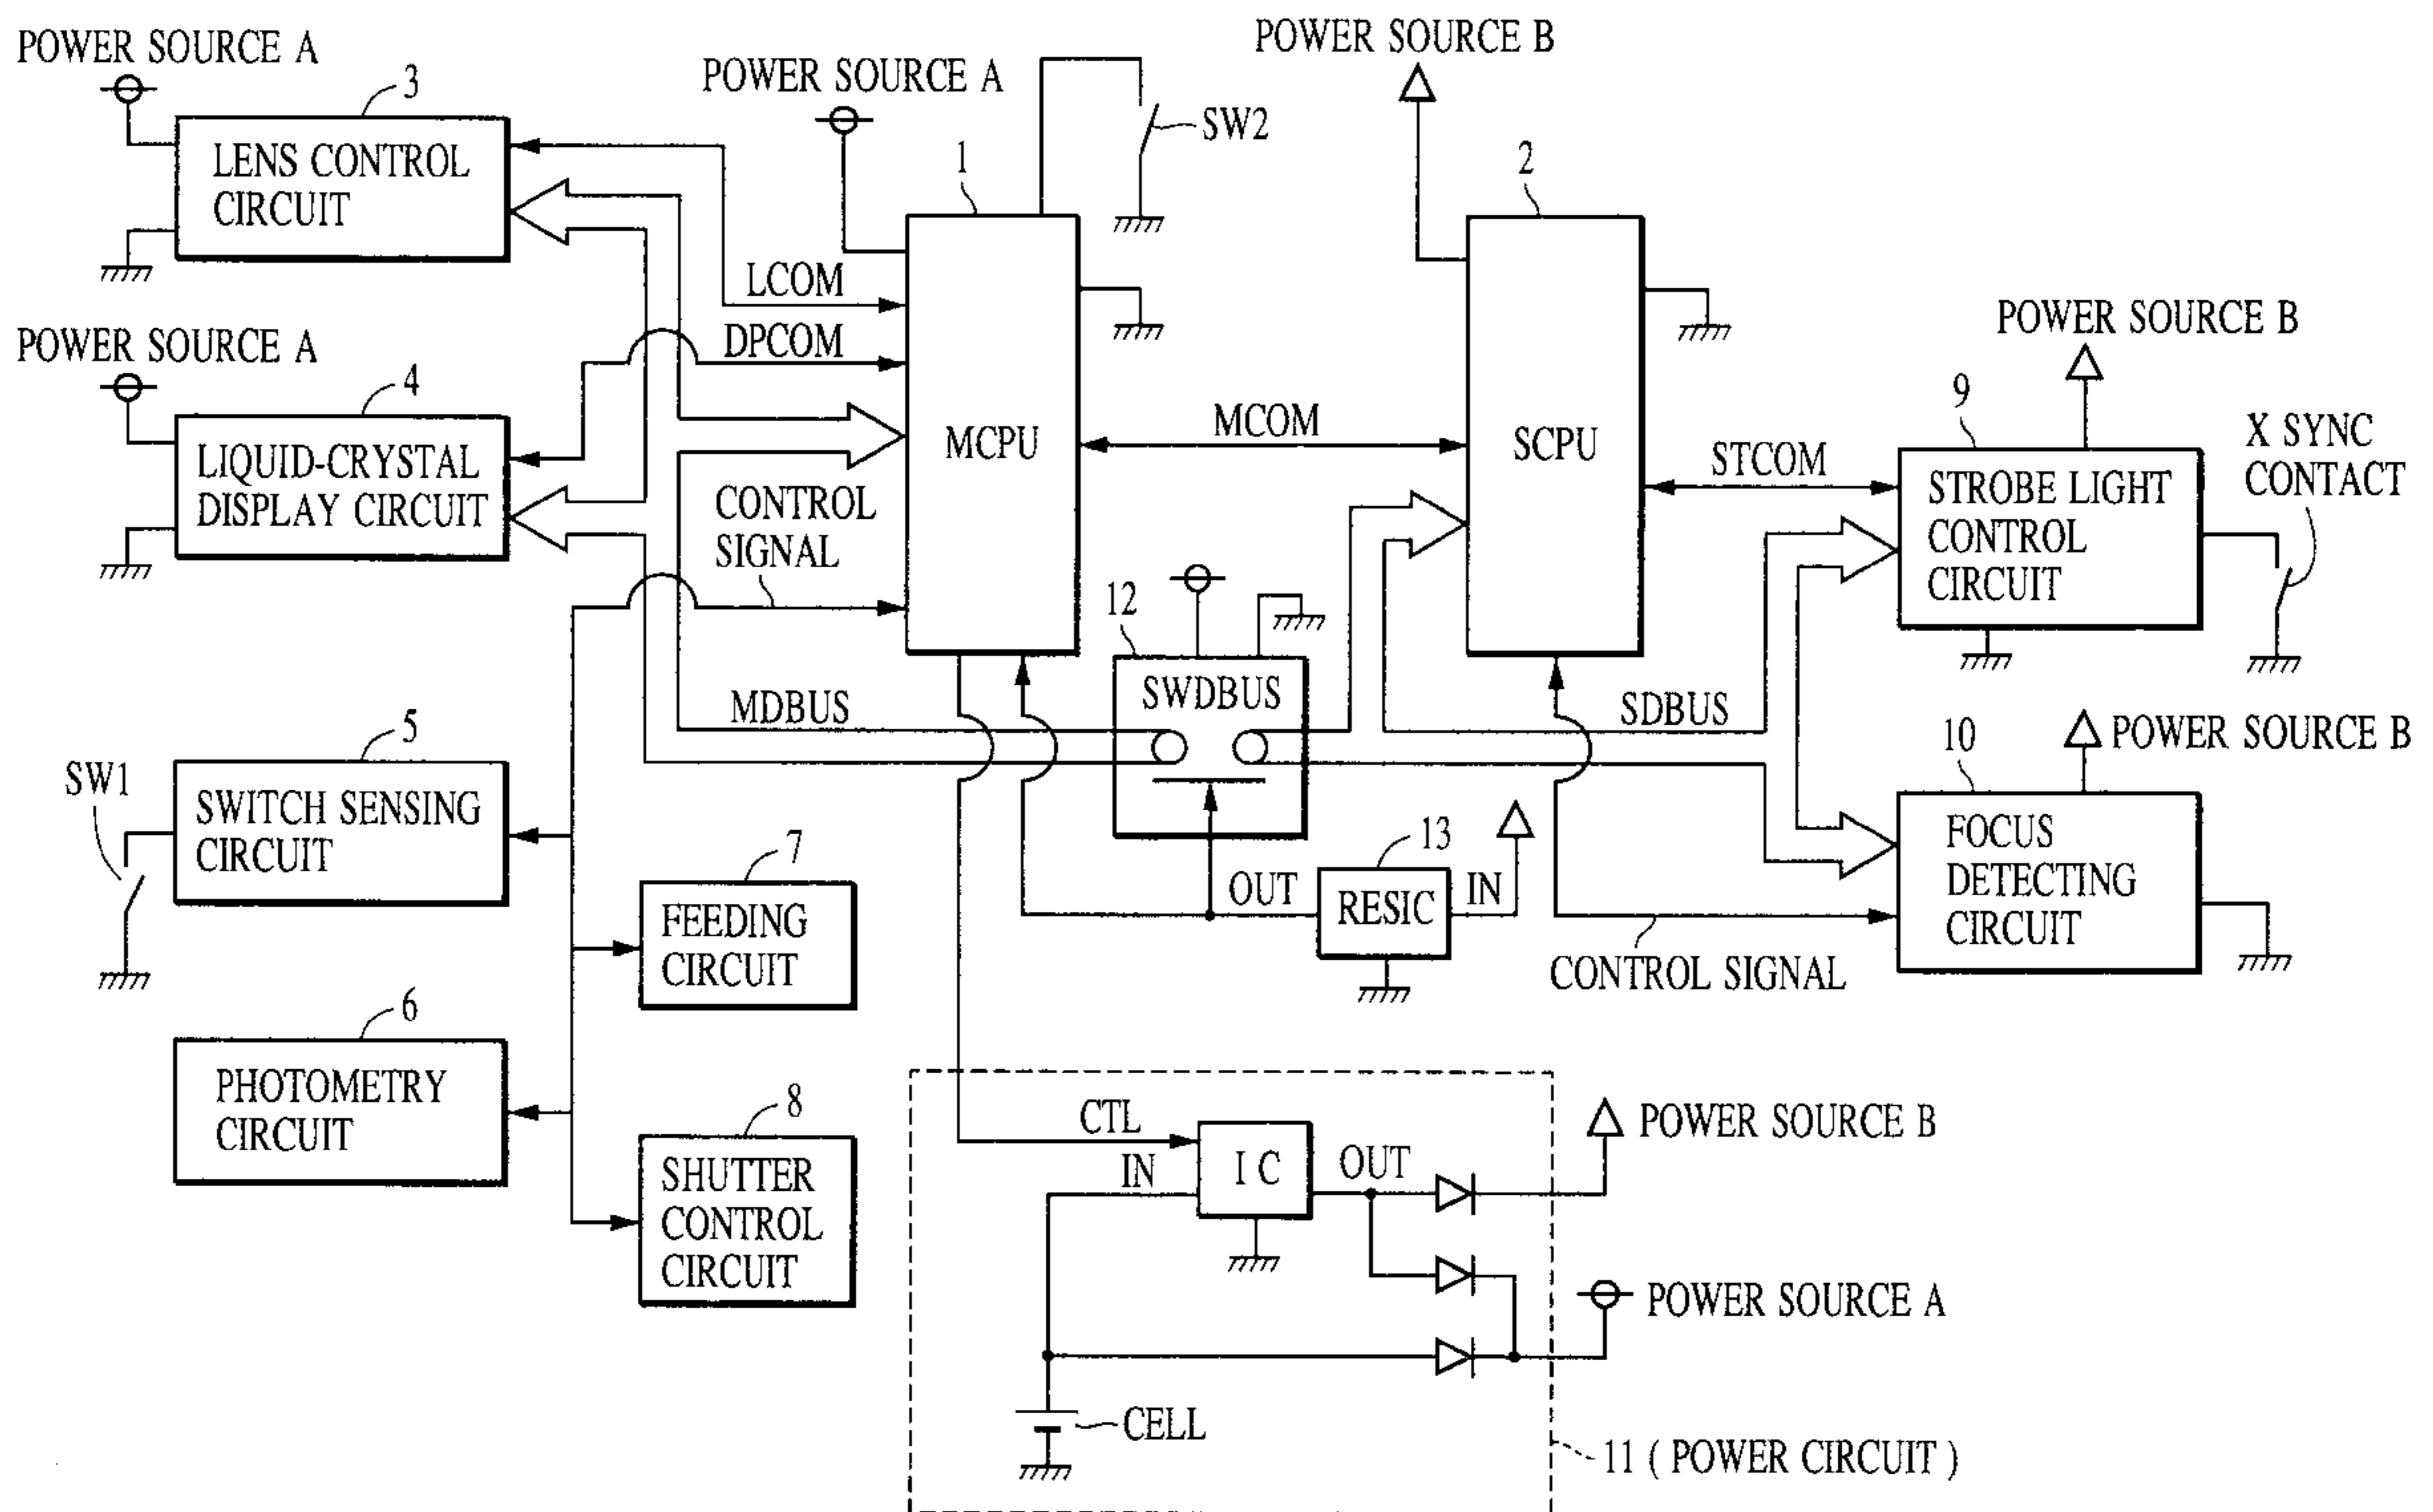 POWER SOURCE A
3
LENS CONTROL
CIRCUIT
POWER SOURCE A
1
SW2
POWER SOURCE B
2
LCOM
DPCOM
MCPU
MCOM
SCPU
POWER SOURCE A
4
LIQUID-CRYSTAL
DISPLAY CIRCUIT
CONTROL
SIGNAL
STCOM
POWER SOURCE B
9
STROBE LIGHT
CONTROL
CIRCUIT
X SYNC
CONTACT
12
SWDBUS
MDBUS
SDBUS
SW1
5
SWITCH SENSING
CIRCUIT
7
FEEDING
CIRCUIT
OUT
13
RESIC
IN
POWER SOURCE B
10
FOCUS
DETECTING
CIRCUIT
CONTROL SIGNAL
6
PHOTOMETRY
CIRCUIT
8
SHUTTER
CONTROL
CIRCUIT
CTL
IN
IC
OUT
POWER SOURCE B
POWER SOURCE A
CELL
11 ( POWER CIRCUIT )